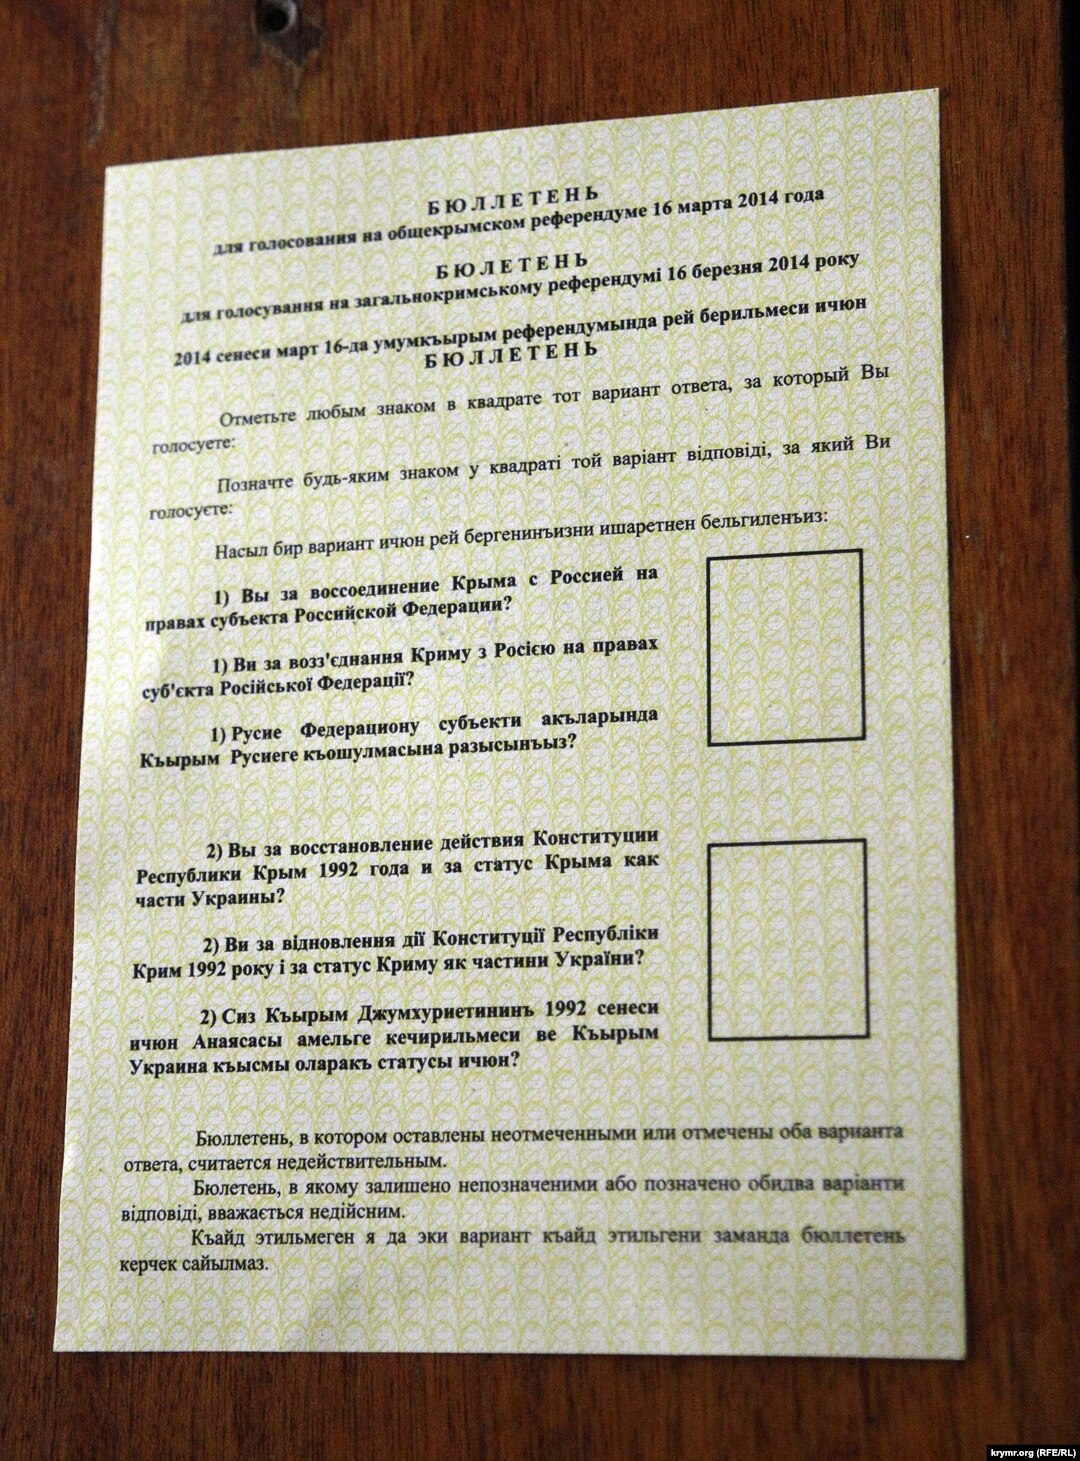 БЮЛЛЕТЕНЬ
для голосования на общекрымском референдуме 16 марта 2014 года
БЮЛЕТЕНЬ
для голосування на загальнокримському референдумі 16 березня 2014 року
2014 сенеси март 16-да умумкъырым референдумында рей берильмеси ичюн
БЮЛЛЕТЕНЬ
Отметьте любым знаком в квадрате тот вариант ответа, за который Вы
голосуете:
Позначте будь-яким знаком у квадраті той варіант відповіді, за який Ви
голосуєте:
Насыл бир вариант ичюн рей бергенинъизни ишаретнен бельгиленъиз:
1) Вы за воссоединение Крыма с Россией на
правах субъекта Российской Федерации?
1) Ви за возз'єднання Криму з Росією на правах
суб'єкта Російської Федерації?
1) Русие Федерациону субъекти акъларында
Къырым Русиеге къошулмасына разысынъыз?
2) Вы за восстановление действия Конституции
Республики Крым 1992 года и за статус Крыма как
части Украины?
2) Ви за відновлення дії Конституції Республіки
Крим 1992 року і за статус Криму як частини України?
2) Сиз Къырым Джумхуриетининъ 1992 сенеси
ичюн Анаясасы амельге кечирильмеси ве Къырым
Украина къысмы оларакъ статусы ичюн?
Бюллетень, в котором оставлены неотмеченными или отмечены оба варианта
ответа, считается недействительным.
Бюлетень, в якому залишено непозначеними або позначено обидва варіанти
відповіді, вважається недійсним.
Къайд этильмеген я да эки вариант къайд этильгени заманда бюллетень
керчек сайылмаз.
krymr.org (RFE/RL)